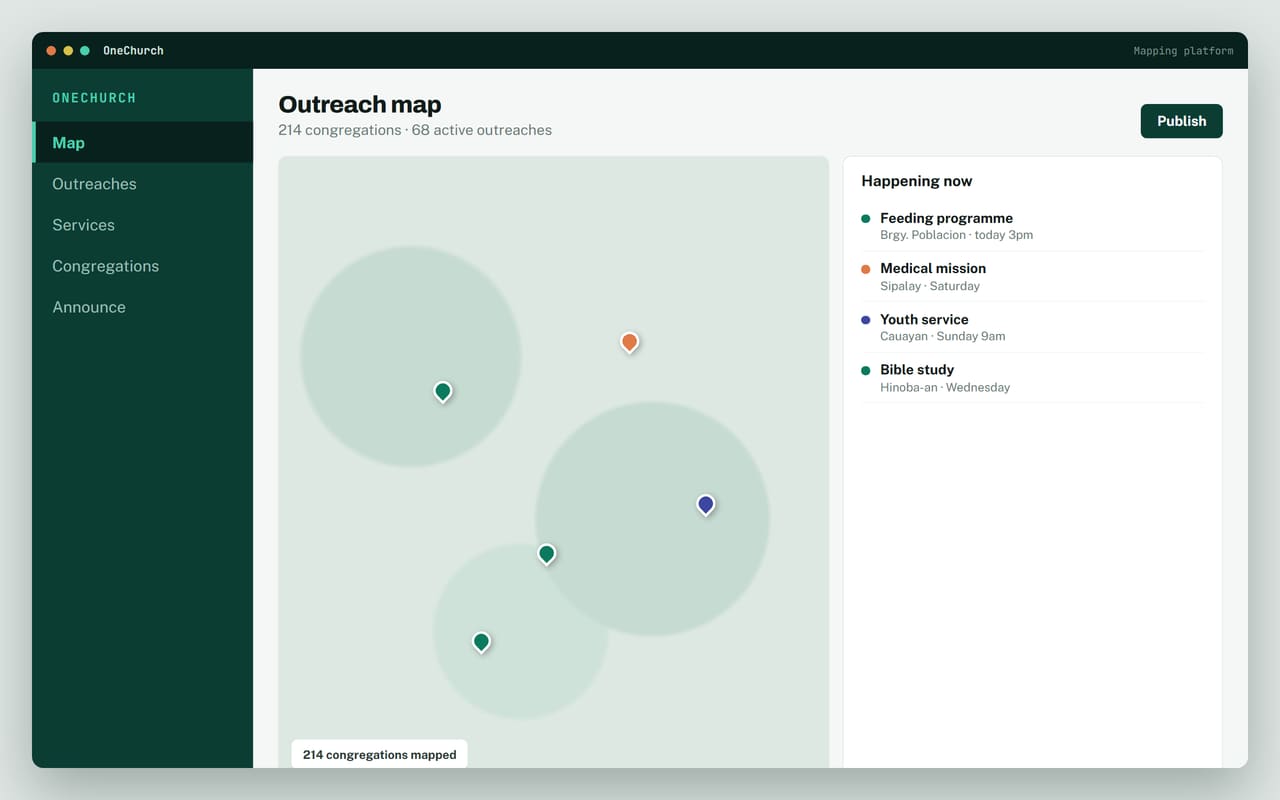 OneChurch
Mapping platform
ONECHURCH
Map
Outreaches
Services
Congregations
Announce
Outreach map
214 congregations · 68 active outreaches
Publish
214 congregations mapped
Happening now
Feeding programme
Brgy. Poblacion · today 3pm
Medical mission
Sipalay · Saturday
Youth service
Cauayan · Sunday 9am
Bible study
Hinoba-an · Wednesday